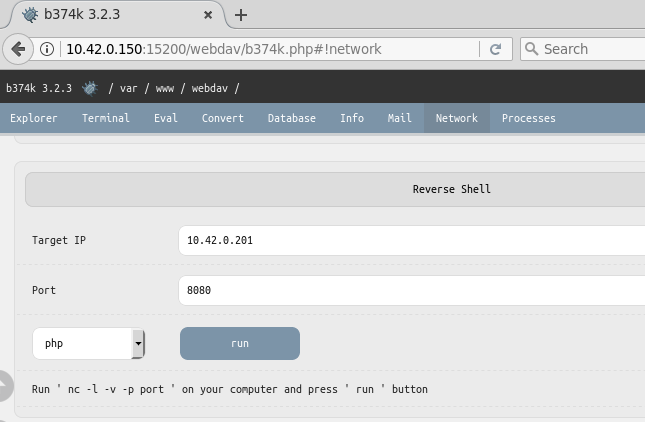 b374k 3.2.3
10.42.0.150:15200/webdav/b374k.php#!network
Search
b374k 3.2.3 / var / www / webdav /
Explorer Terminal Eval Convert Database Info Mail Network Processes
Reverse Shell
Target IP 10.42.0.201
Port 8080
php run
Run ' nc -l -v -p port ' on your computer and press ' run ' button